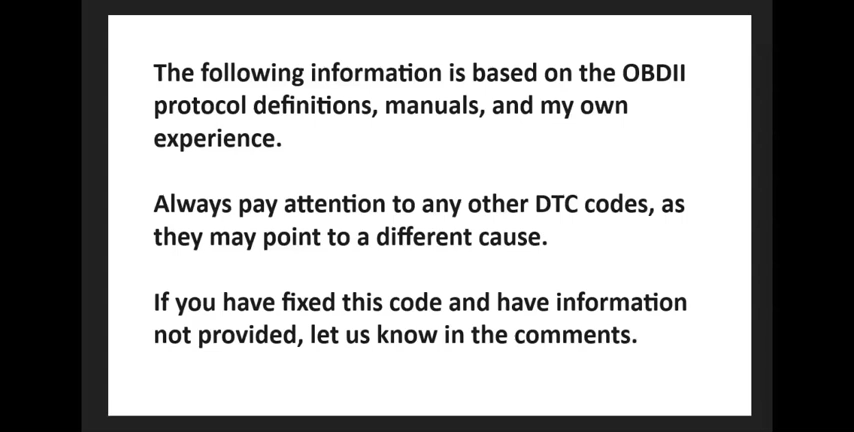 The following information is based on the OBDII
protocol definitions, manuals, and my own
experience.
Always pay attention to any other DTC codes, as
they may point to a different cause.
If you have fixed this code and have information
not provided, let us know in the comments.